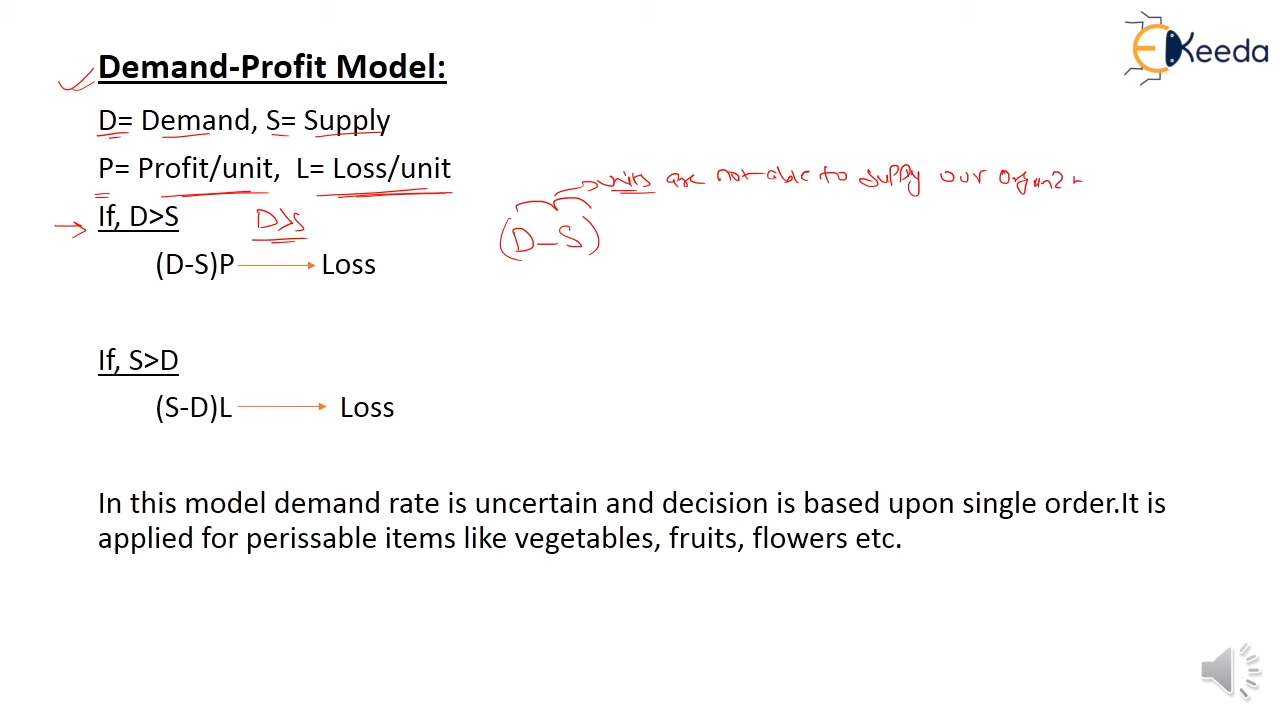 Demand-Profit Model:
EKeeda
D= Demand, S= Supply
P= Profit/unit, L= Loss/unit
units are not able to supply our
If, D>S
D>S
(D-S)
(D-S)P Loss
If, S>D
(S-D)L Loss
In this model demand rate is uncertain and decision is based upon single order.It is
applied for perissable items like vegetables, fruits, flowers etc.